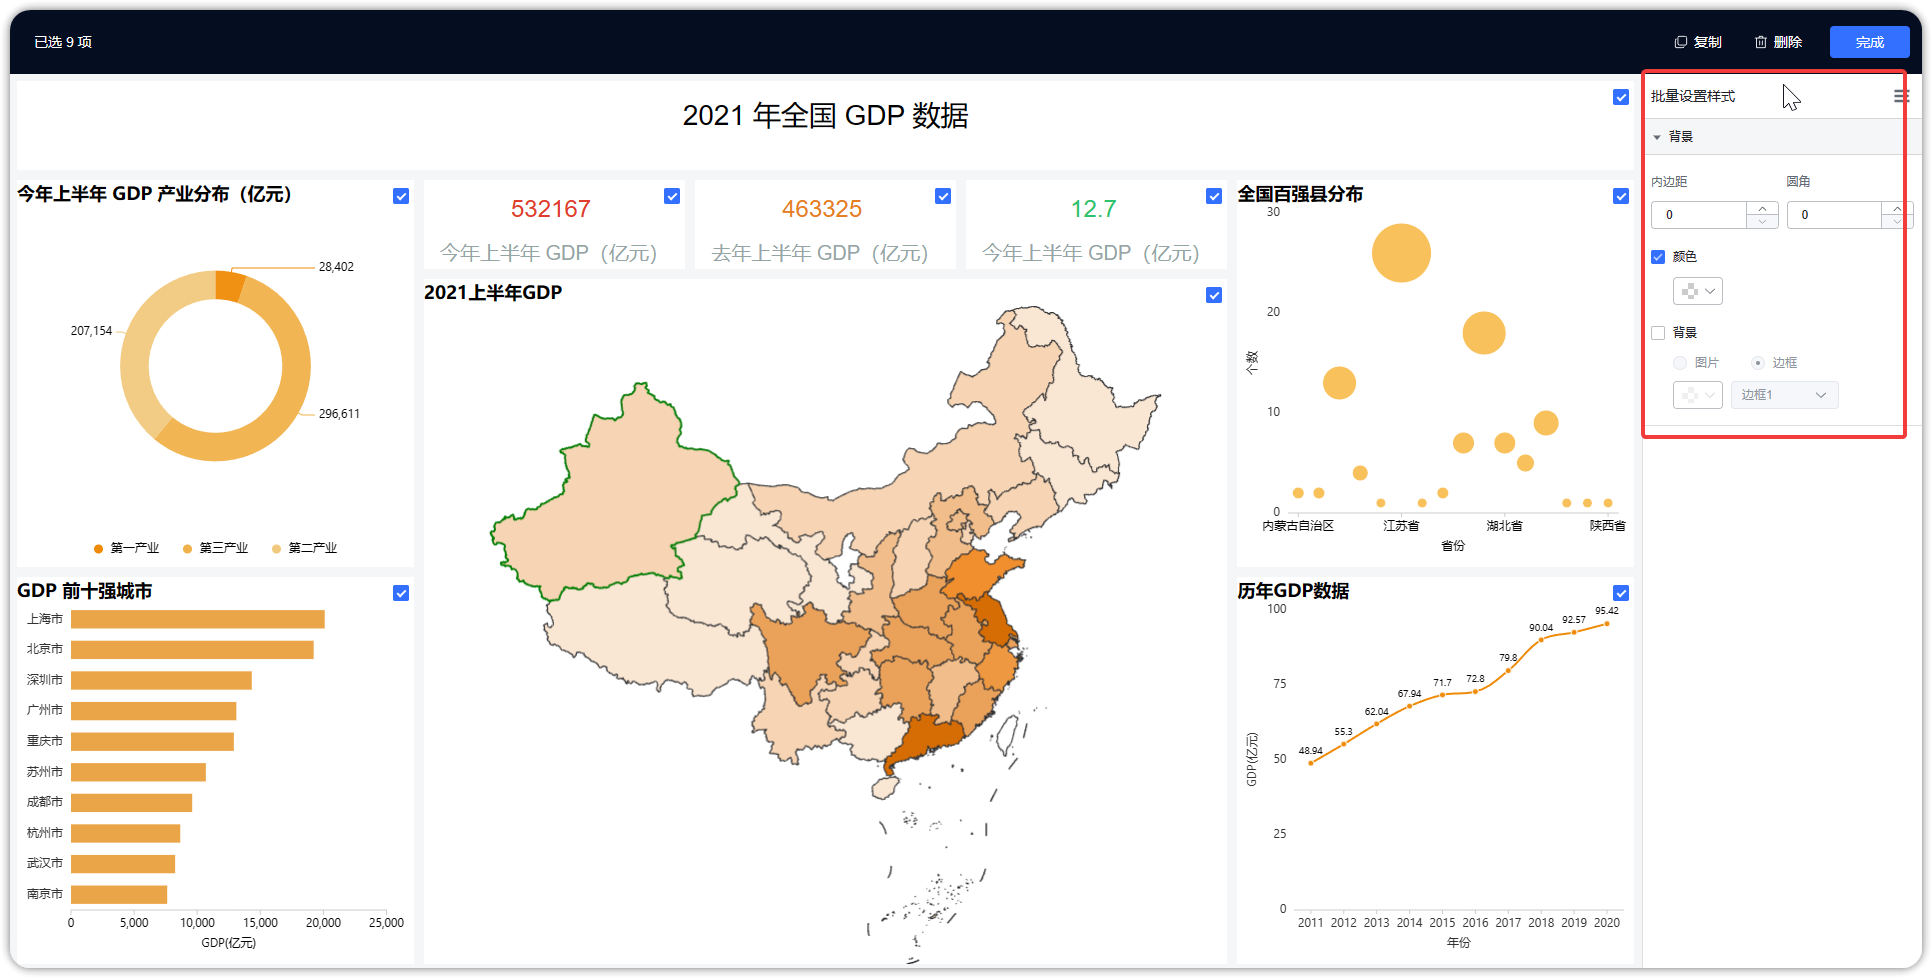 已选 9 项
复制
删除
完成
2021 年全国 GDP 数据
批量设置样式
背景
内边距
圆角
0
0
颜色
背景
图片
边框
边框1
今年上半年 GDP 产业分布（亿元）
28,402
207,154
296,611
第一产业
第三产业
第二产业
532167
今年上半年 GDP（亿元）
463325
去年上半年 GDP（亿元）
12.7
今年上半年 GDP（亿元）
2021上半年GDP
全国百强县分布
30
20
10
0
个数
内蒙古自治区
江苏省
湖北省
陕西省
省份
GDP 前十强城市
上海市
北京市
深圳市
广州市
重庆市
苏州市
成都市
杭州市
武汉市
南京市
0
5,000
10,000
15,000
20,000
25,000
GDP(亿元)
历年GDP数据
100
75
50
25
0
GDP(亿元)
48.94
55.3
62.04
67.94
71.7
72.8
79.8
90.04
92.57
95.42
2011
2012
2013
2014
2015
2016
2017
2018
2019
2020
年份